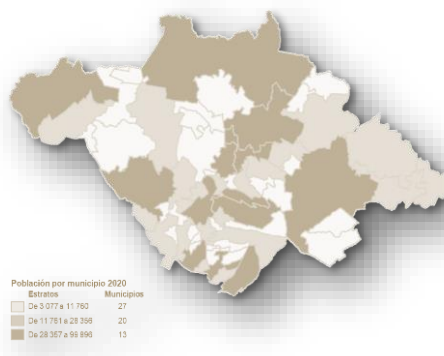 Población por municipio 2020
Estratos Municipios
De 3 077 a 11 760 27
De 11 761 a 28 356 20
De 28 357 a 99 896 13